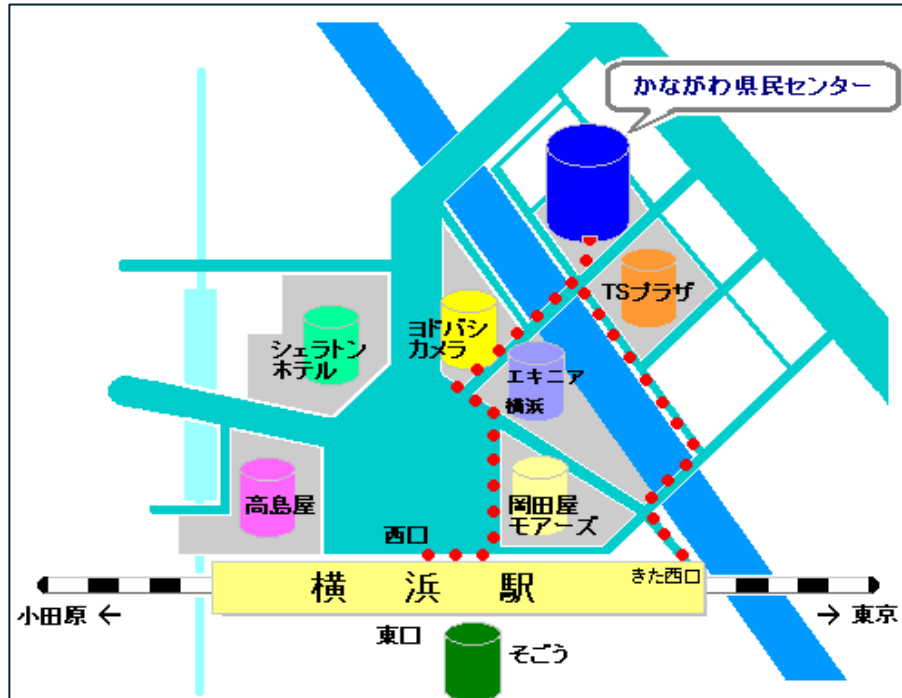 かながわ県民センター
TSプラザ
ヨドバシ
カメラ
シェラトン
ホテル
エキニア
横浜
高島屋
岡田屋
モアーズ
西口
きた西口
横浜駅
小田原 ←
→ 東京
東口
そごう